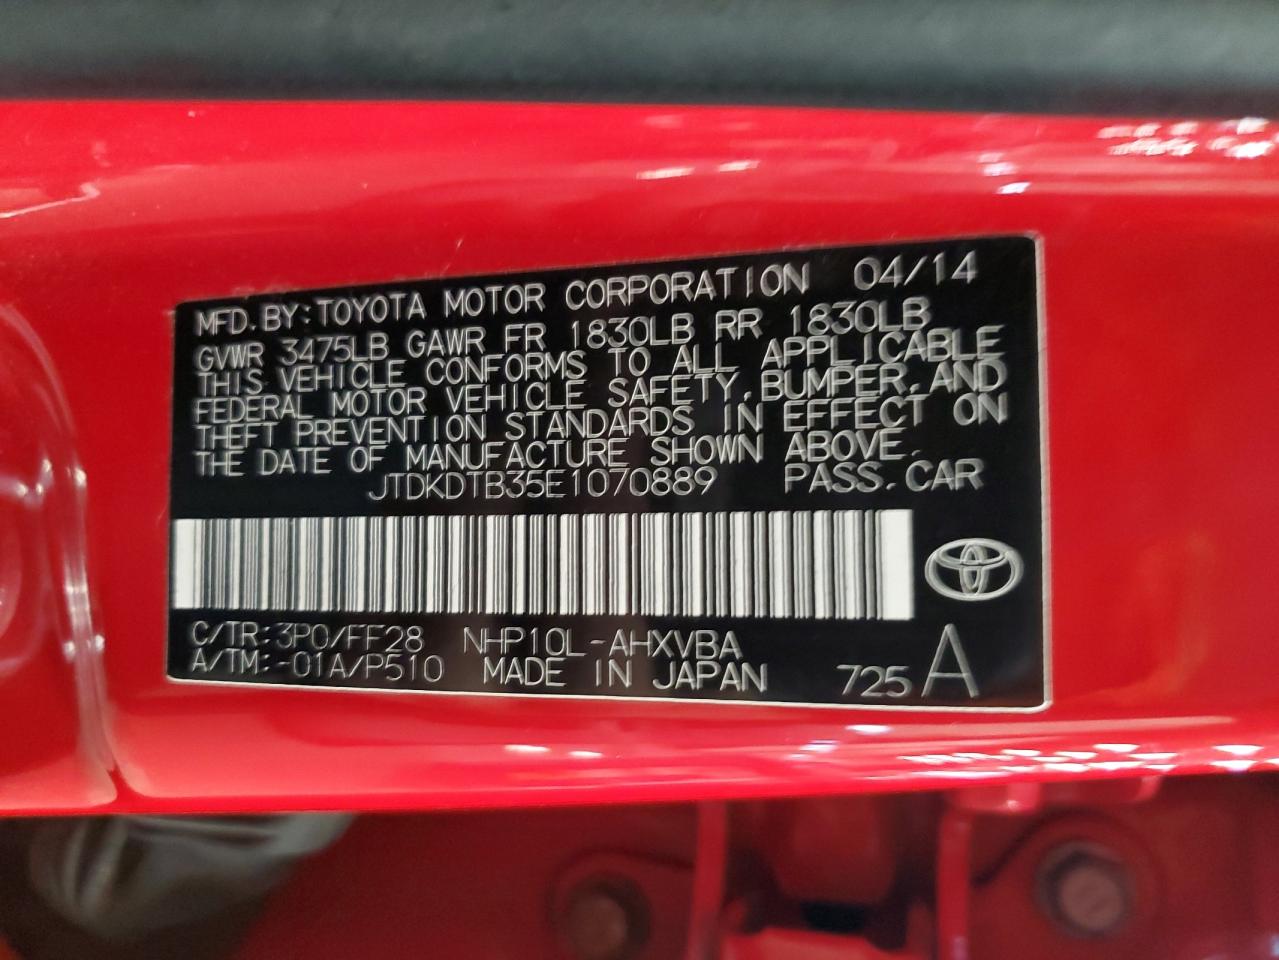 MFD. BY: TOYOTA MOTOR CORPORATION 04/14
GVWR 3475LB GAWR FR 1830LB RR 1830LB
THIS VEHICLE CONFORMS TO ALL APPLICABLE
FEDERAL MOTOR VEHICLE SAFETY, BUMPER, AND
THEFT PREVENTION STANDARDS IN EFFECT ON
THE DATE OF MANUFACTURE SHOWN ABOVE.
JTDKDTB35E1070889 PASS. CAR
C/TR: 3P0/FF28 NHP10L-AHXVBA
A/TM: -01A/P510 MADE IN JAPAN 725 A